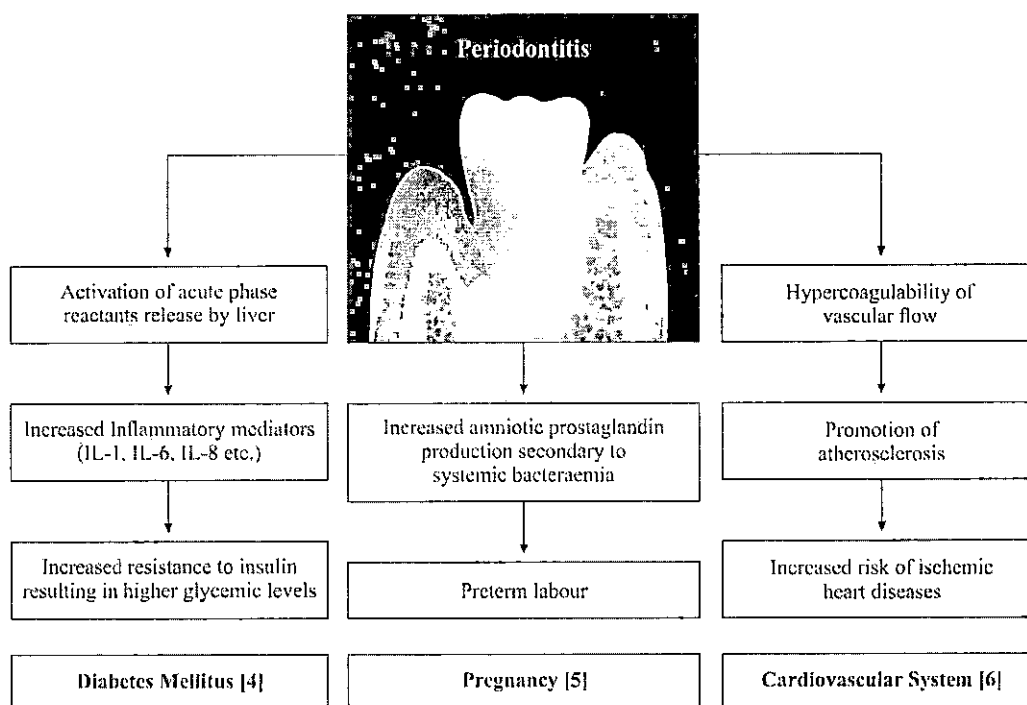 Periodontitis
Activation of acute phase
reactants release by liver
Increased Inflammatory mediators
(IL-1, IL-6, IL-8 etc.)
Increased resistance to insulin
resulting in higher glycemic levels
Diabetes Mellitus [4]
Increased amniotic prostaglandin
production secondary to
systemic bacteraemia
Preterm labour
Pregnancy [5]
Hypercoagulability of
vascular flow
Promotion of
atherosclerosis
Increased risk of ischemic
heart diseases
Cardiovascular System [6]